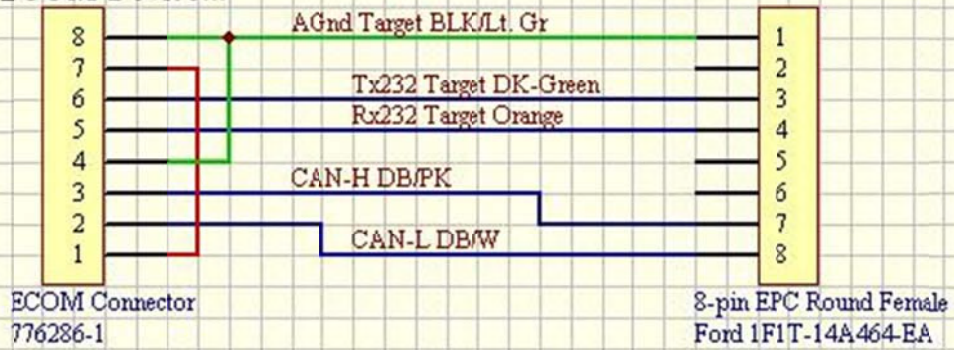 8 AGnd Target BLK/Lt. Gr 1
7 2
6 Tx232 Target DK-Green 3
5 Rx232 Target Orange 4
4 5
3 CAN-H DB/PK 6
2 7
1 CAN-L DB/W 8
ECOM Connector 8-pin EPC Round Female
776286-1 Ford 1F1T-14A464-EA